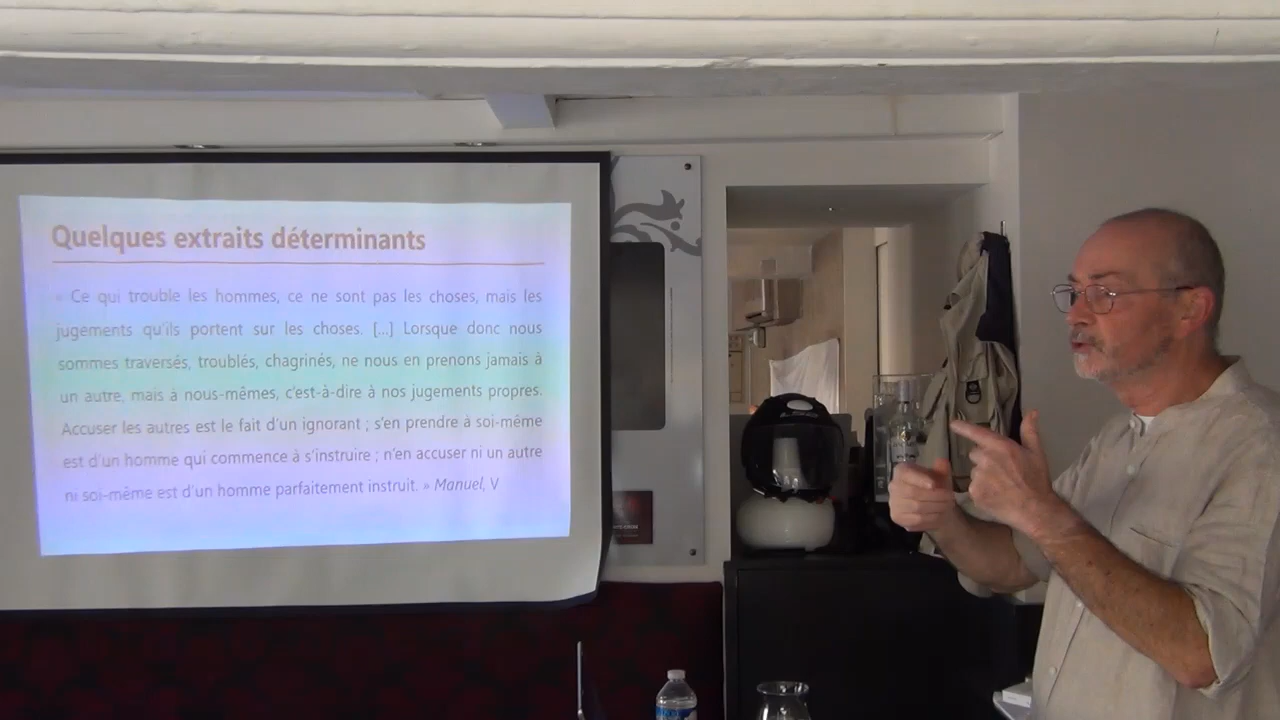 Quelques extraits déterminants
« Ce qui trouble les hommes, ce ne sont pas les choses, mais les
jugements qu'ils portent sur les choses. [...] Lorsque donc nous
sommes traversés, troublés, chagrinés, ne nous en prenons jamais à
un autre, mais à nous-mêmes, c'est-à-dire à nos jugements propres.
Accuser les autres est le fait d'un ignorant ; s'en prendre à soi-même
est d'un homme qui commence à s'instruire ; n'en accuser ni un autre
ni soi-même est d'un homme parfaitement instruit. » Manuel, V